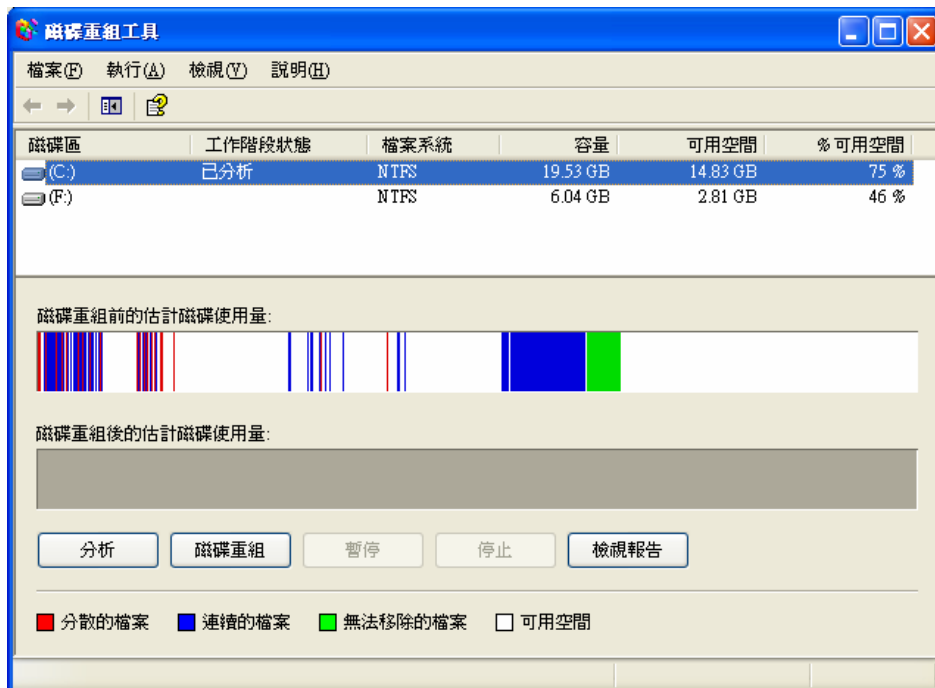 磁碟重組工具
檔案(F) 執行(A) 檢視(V) 說明(H)
磁碟區 工作階段狀態 檔案系統 容量 可用空間 % 可用空間
(C:) 已分析 NTFS 19.53 GB 14.83 GB 75 %
(F:) NTFS 6.04 GB 2.81 GB 46 %
磁碟重組前的估計磁碟使用量:
磁碟重組後的估計磁碟使用量:
分析 磁碟重組 暫停 停止 檢視報告
分散的檔案 連續的檔案 無法移除的檔案 可用空間